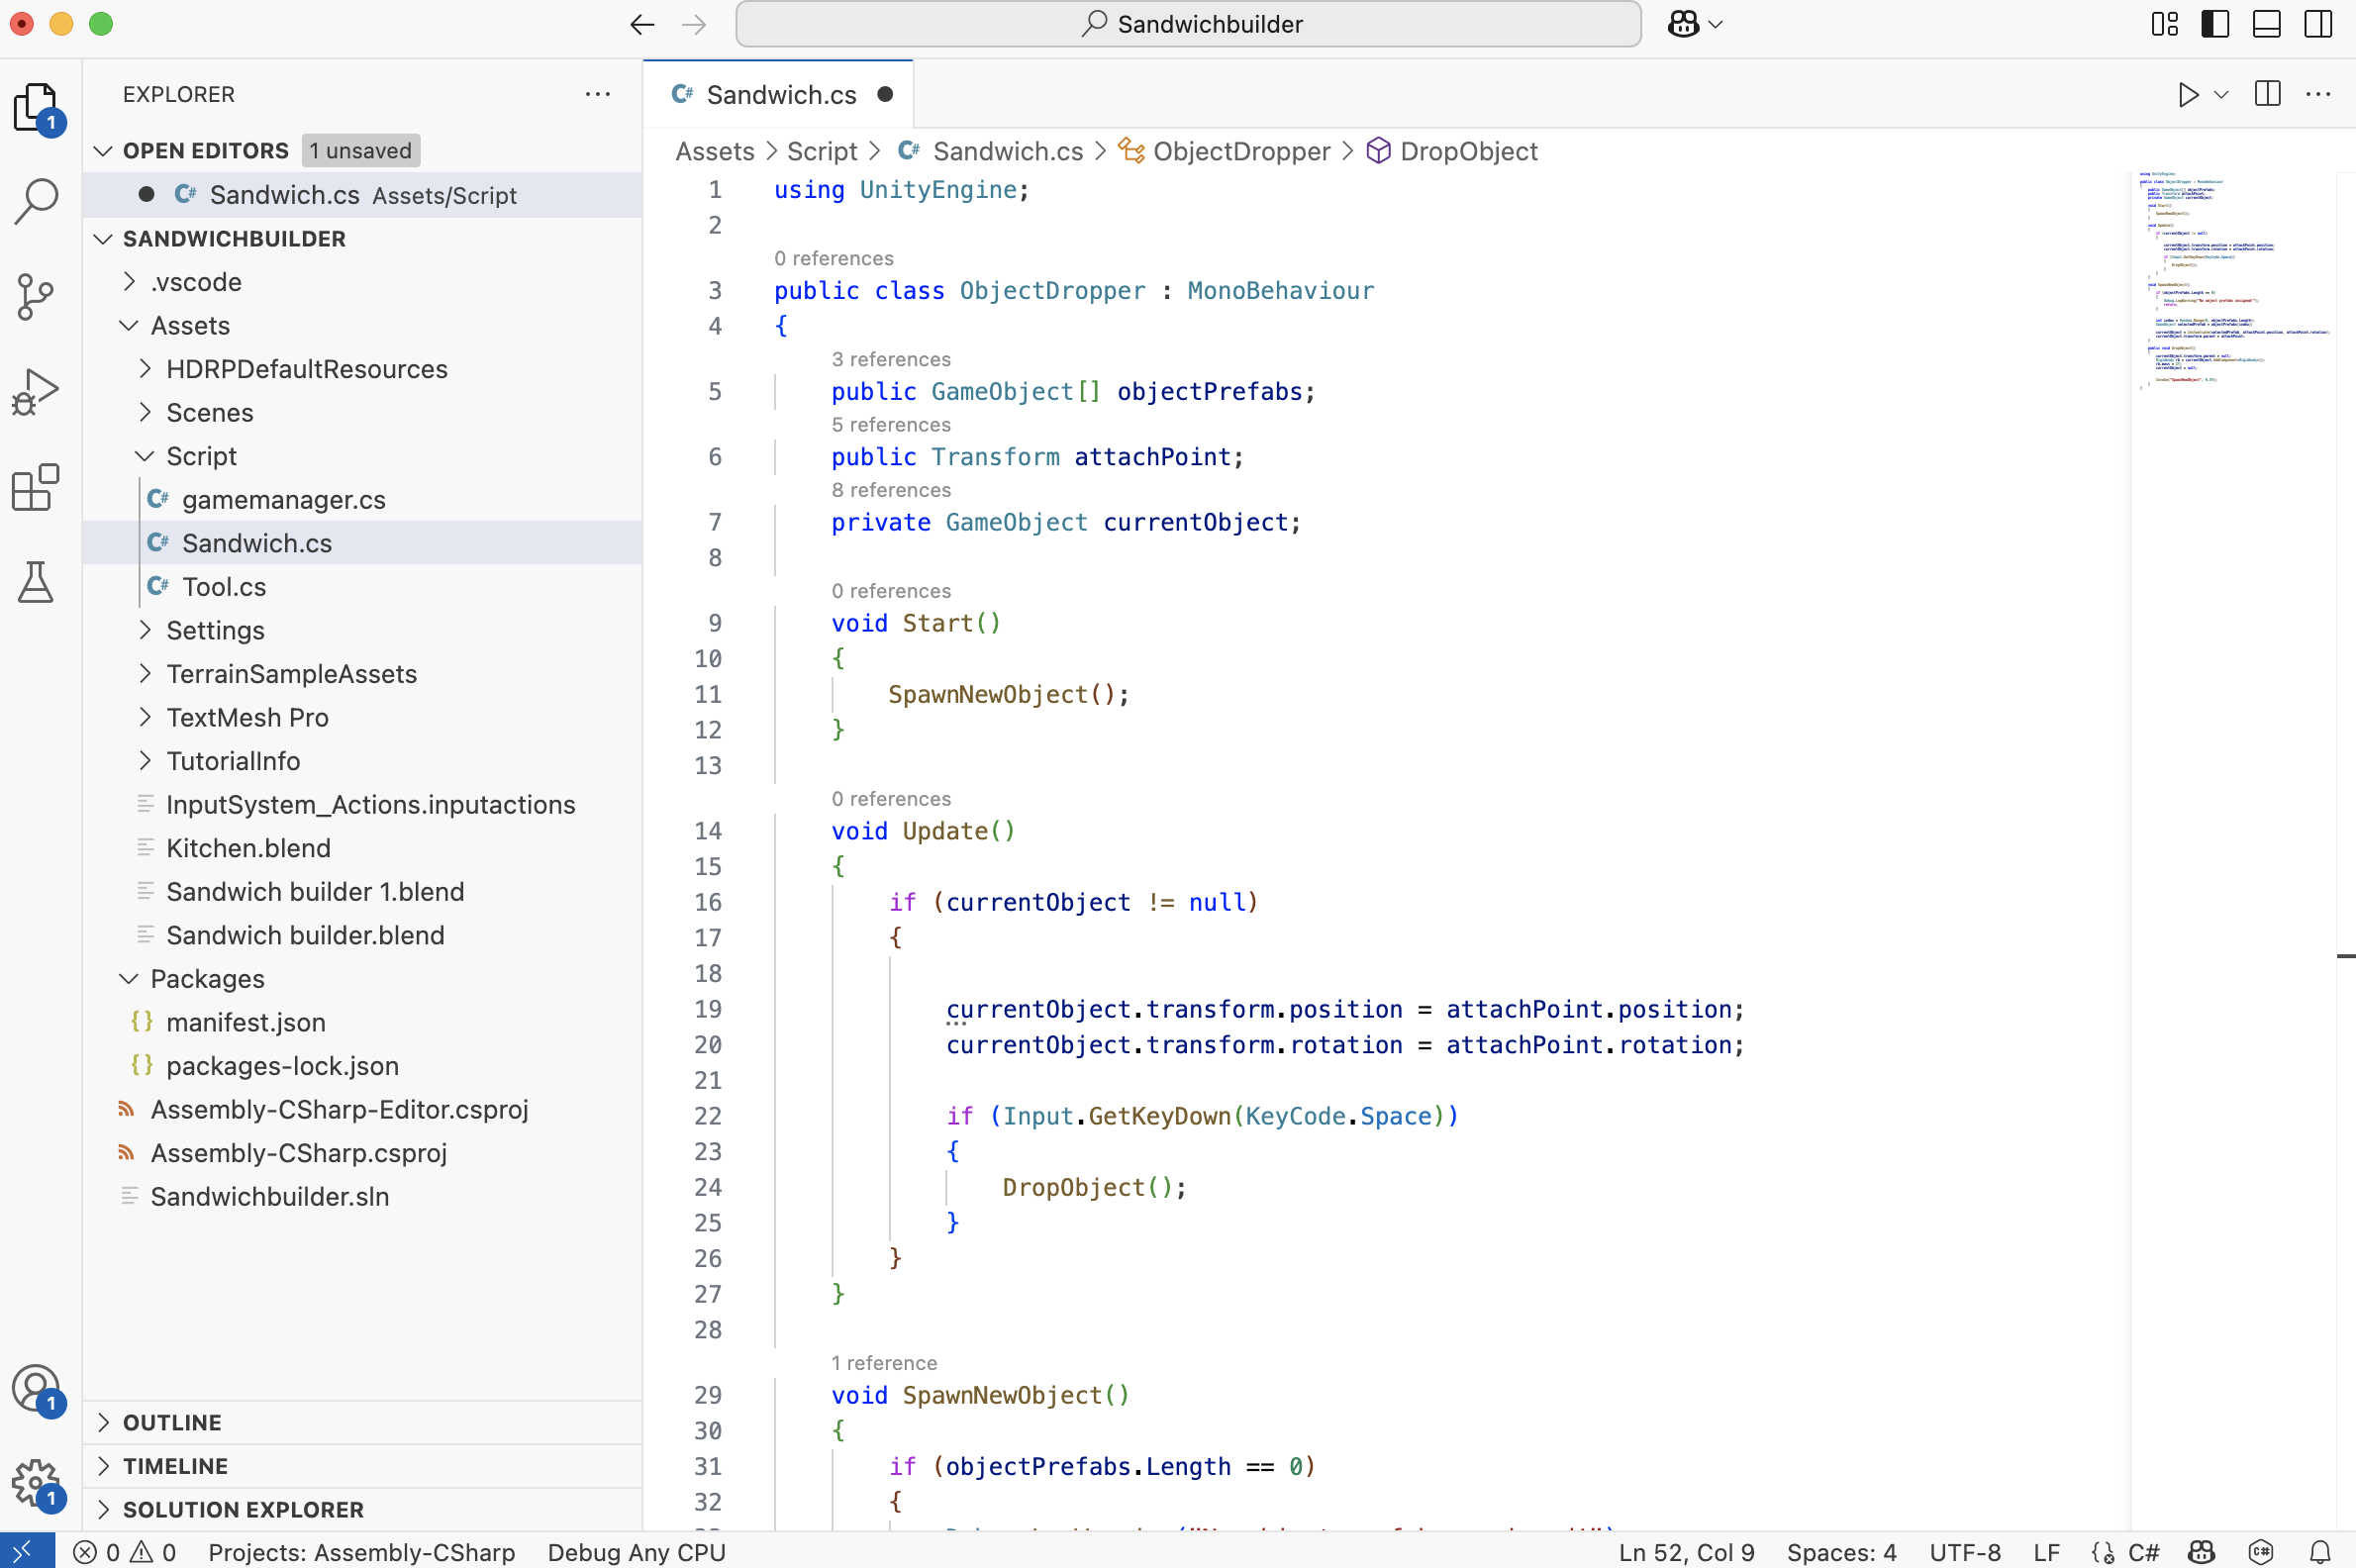 Sandwichbuilder
EXPLORER
OPEN EDITORS 1 unsaved
Sandwich.cs Assets/Script
SANDWICHBUILDER
.vscode
Assets
HDRPDefaultResources
Scenes
Script
gamemanager.cs
Sandwich.cs
Tool.cs
Settings
TerrainSampleAssets
TextMesh Pro
TutorialInfo
InputSystem_Actions.inputactions
Kitchen.blend
Sandwich builder 1.blend
Sandwich builder.blend
Packages
manifest.json
packages-lock.json
Assembly-CSharp-Editor.csproj
Assembly-CSharp.csproj
Sandwichbuilder.sln
OUTLINE
TIMELINE
SOLUTION EXPLORER
1
1
1
Sandwich.cs
Assets > Script > Sandwich.cs > ObjectDropper > DropObject
1 using UnityEngine;
2
0 references
3 public class ObjectDropper : MonoBehaviour
4 {
3 references
5 public GameObject[] objectPrefabs;
5 references
6 public Transform attachPoint;
8 references
7 private GameObject currentObject;
8
0 references
9 void Start()
10 {
11 SpawnNewObject();
12 }
13
0 references
14 void Update()
15 {
16 if (currentObject != null)
17 {
18
19 currentObject.transform.position = attachPoint.position;
20 currentObject.transform.rotation = attachPoint.rotation;
21
22 if (Input.GetKeyDown(KeyCode.Space))
23 {
24 DropObject();
25 }
26 }
27 }
28
1 reference
29 void SpawnNewObject()
30 {
31 if (objectPrefabs.Length == 0)
32 {
0 0 Projects: Assembly-CSharp Debug Any CPU Ln 52, Col 9 Spaces: 4 UTF-8 LF C#